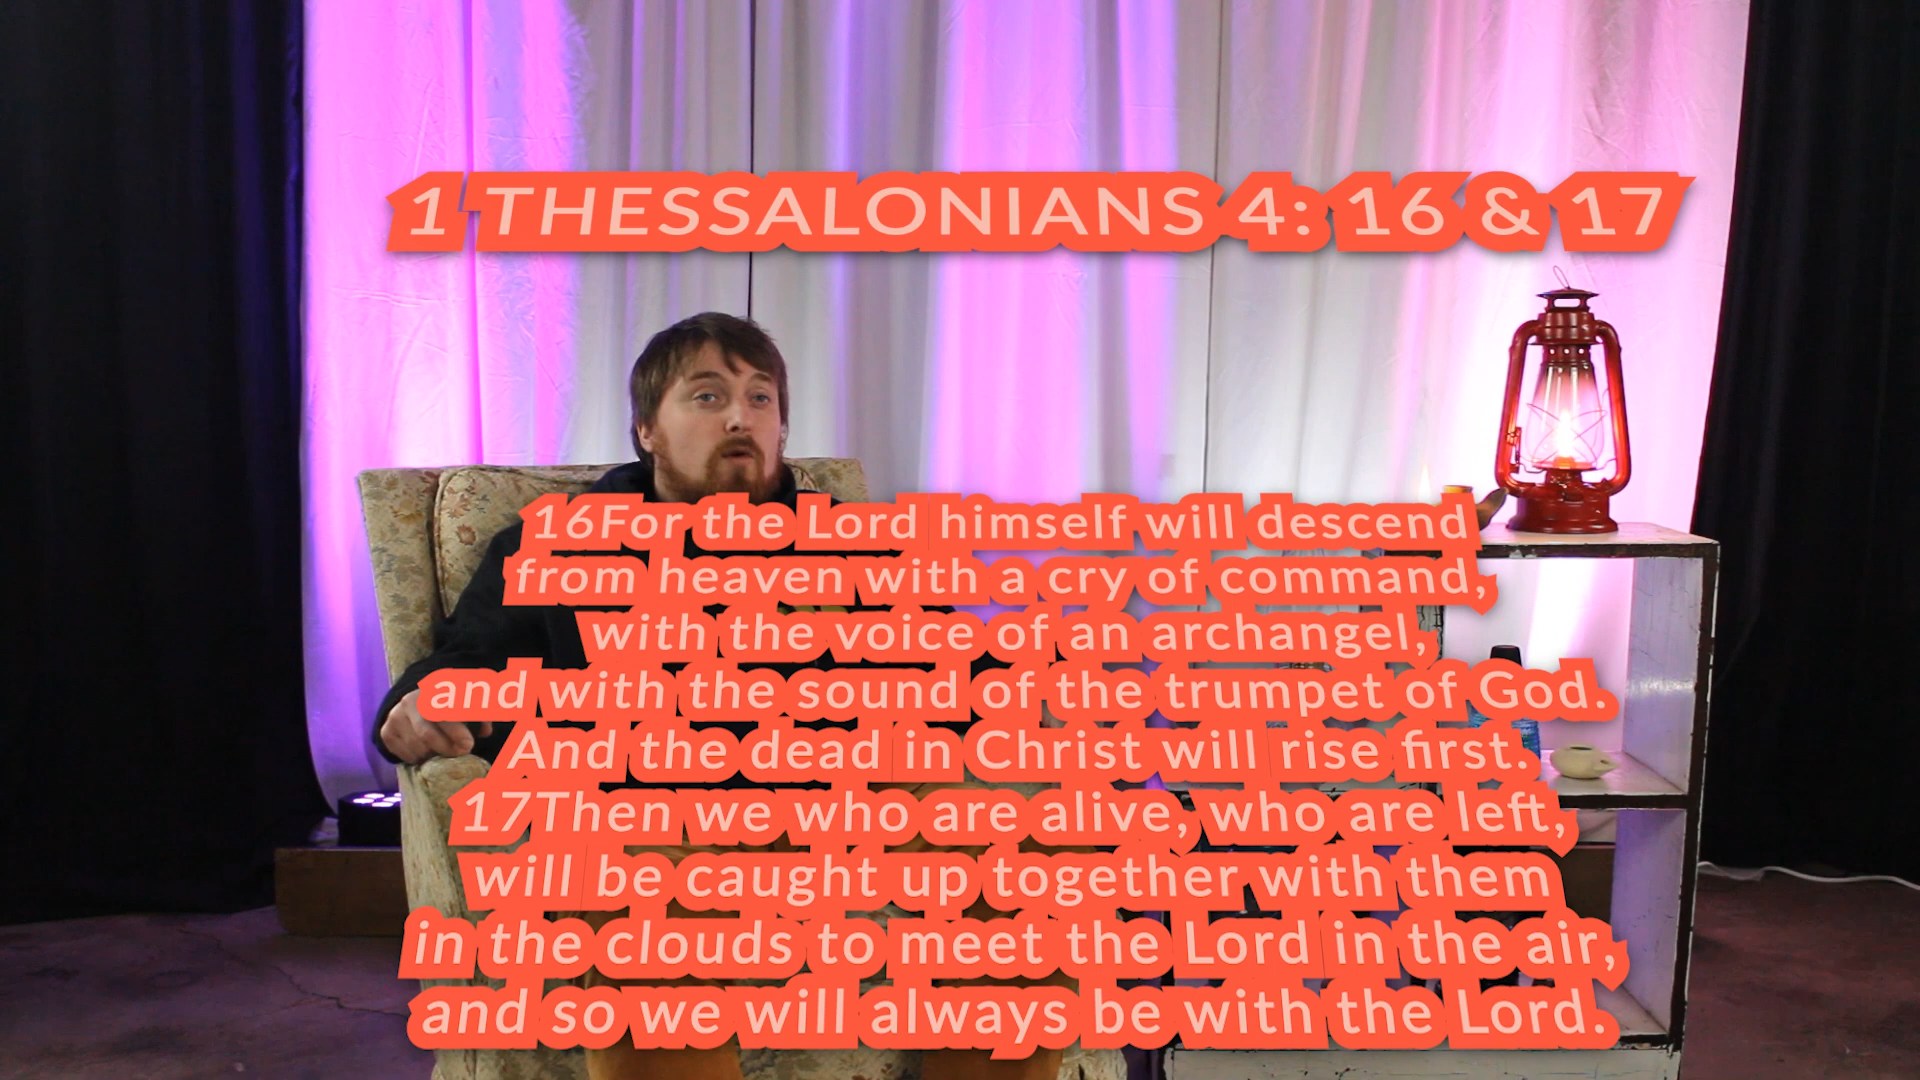 1 THESSALONIANS 4: 16 & 17
16For the Lord himself will descend
from heaven with a cry of command,
with the voice of an archangel,
and with the sound of the trumpet of God.
And the dead in Christ will rise first.
17Then we who are alive, who are left,
will be caught up together with them
in the clouds to meet the Lord in the air,
and so we will always be with the Lord.